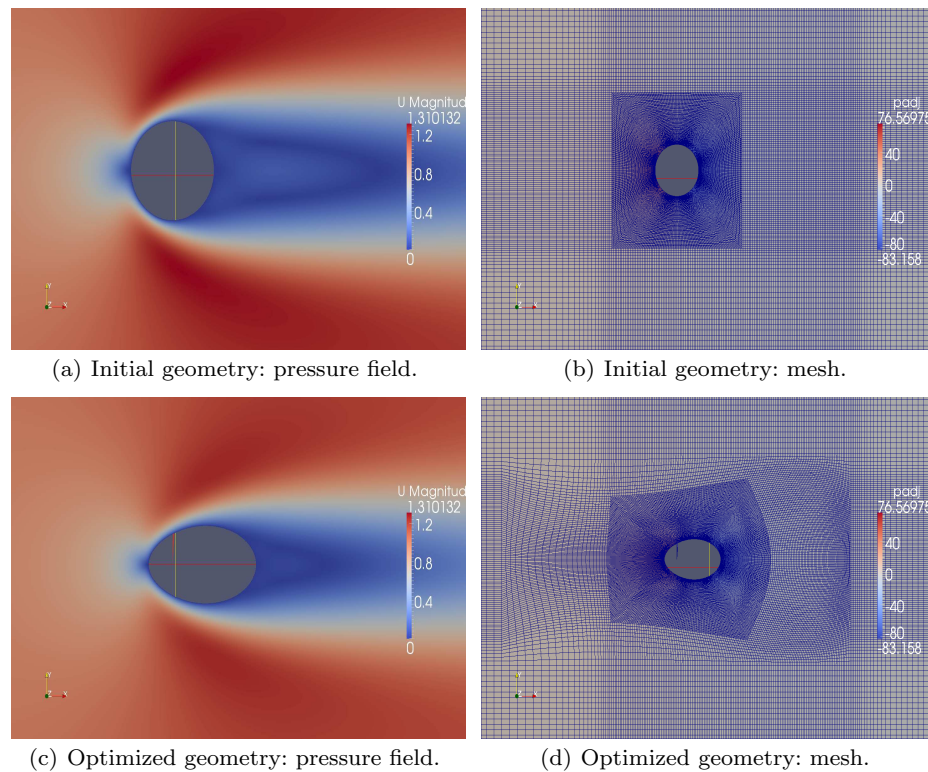 U Magnitud
1.310132
1.2
0.8
0.4
0
Y
Z X
padj
76.56975
40
0
-40
-80
-83.158
Y
Z X
(a) Initial geometry: pressure field.
(b) Initial geometry: mesh.
U Magnitud
1.310132
1.2
0.8
0.4
0
Y
Z X
padj
76.56975
40
0
-40
-80
-83.158
Y
Z X
(c) Optimized geometry: pressure field.
(d) Optimized geometry: mesh.